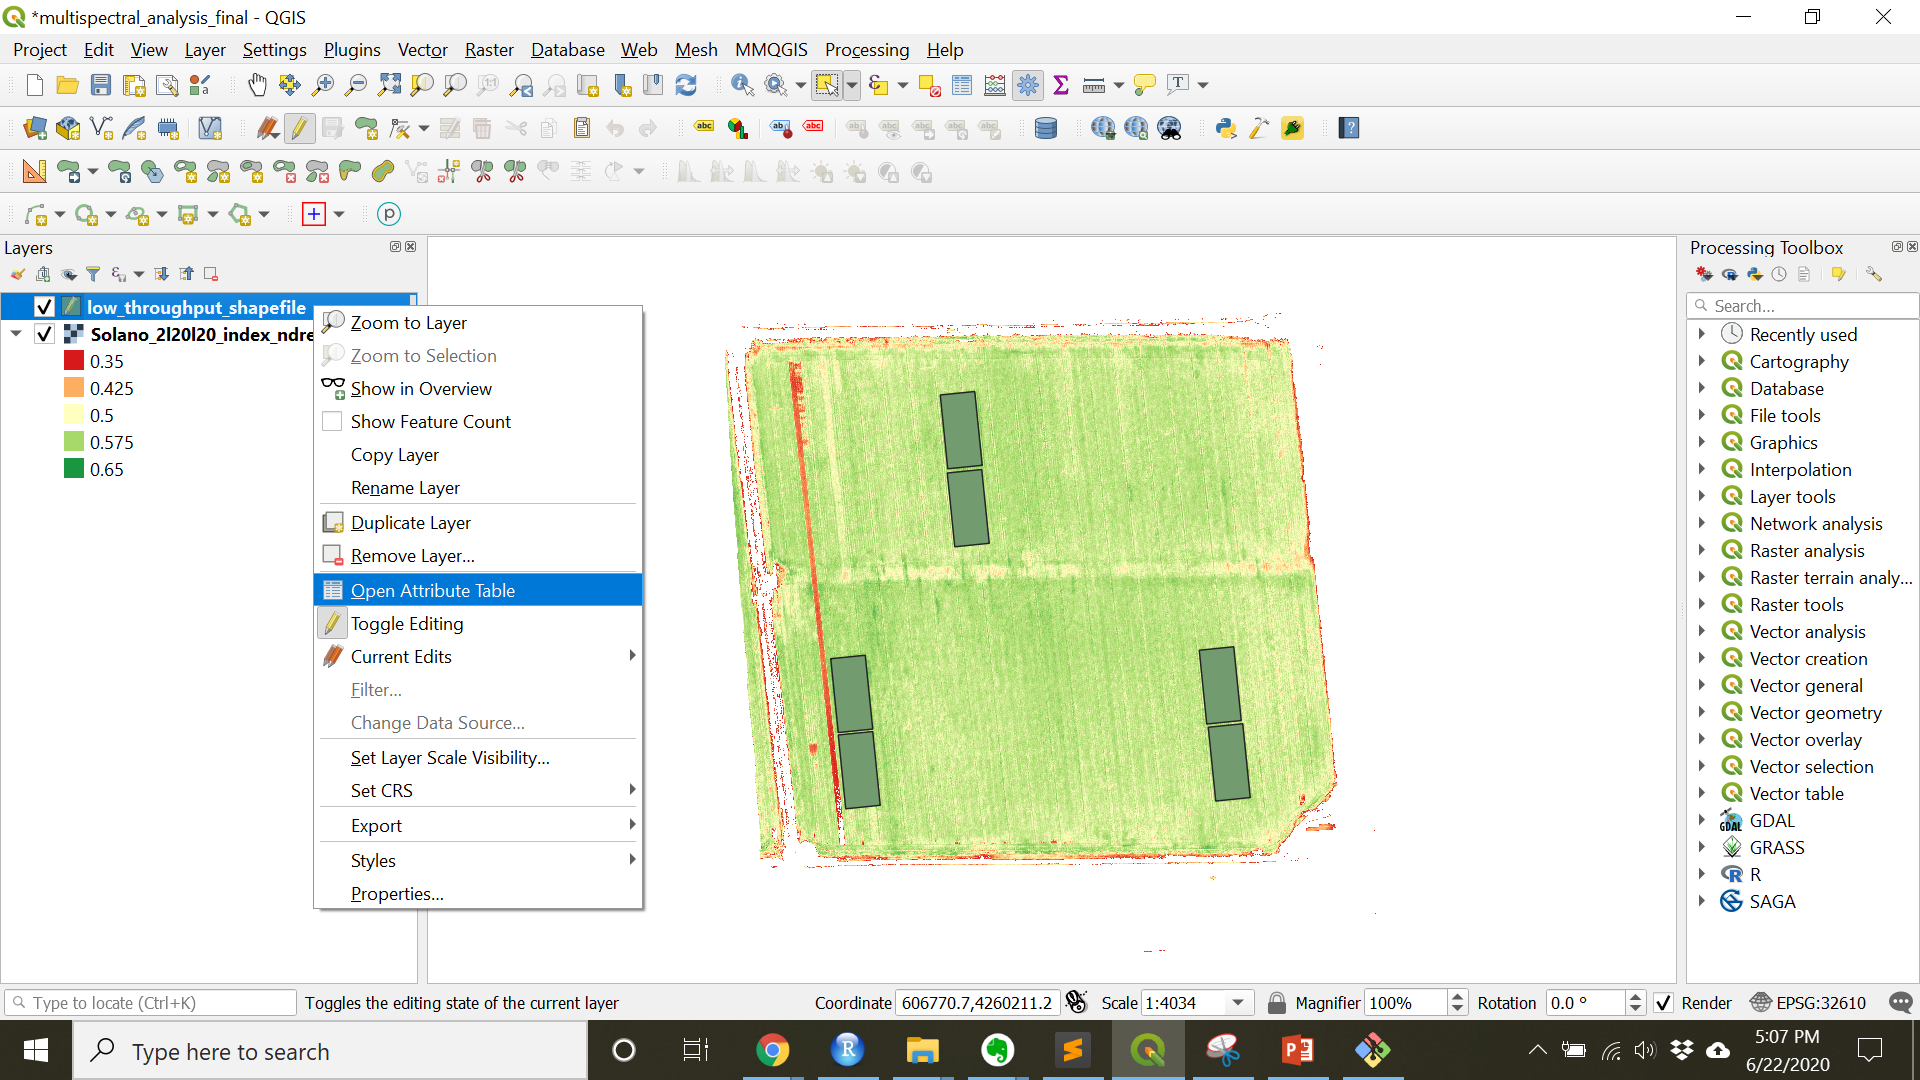 *multispectral_analysis_final - QGIS
Project Edit View Layer Settings Plugins Vector Raster Database Web Mesh MMQGIS Processing Help
Layers
low_throughput_shapefile
Solano_2l20l20_index_ndre
0.35
0.425
0.5
0.575
0.65
Zoom to Layer
Zoom to Selection
Show in Overview
Show Feature Count
Copy Layer
Rename Layer
Duplicate Layer
Remove Layer...
Open Attribute Table
Toggle Editing
Current Edits
Filter...
Change Data Source...
Set Layer Scale Visibility...
Set CRS
Export
Styles
Properties...
Processing Toolbox
Search...
Recently used
Cartography
Database
File tools
Graphics
Interpolation
Layer tools
Network analysis
Raster analysis
Raster terrain analy...
Raster tools
Vector analysis
Vector creation
Vector general
Vector geometry
Vector overlay
Vector selection
Vector table
GDAL
GRASS
R
SAGA
Type to locate (Ctrl+K) Toggles the editing state of the current layer Coordinate 606770.7,4260211.2 Scale 1:4034 Magnifier 100% Rotation 0.0 ° Render EPSG:32610
Type here to search
5:07 PM
6/22/2020